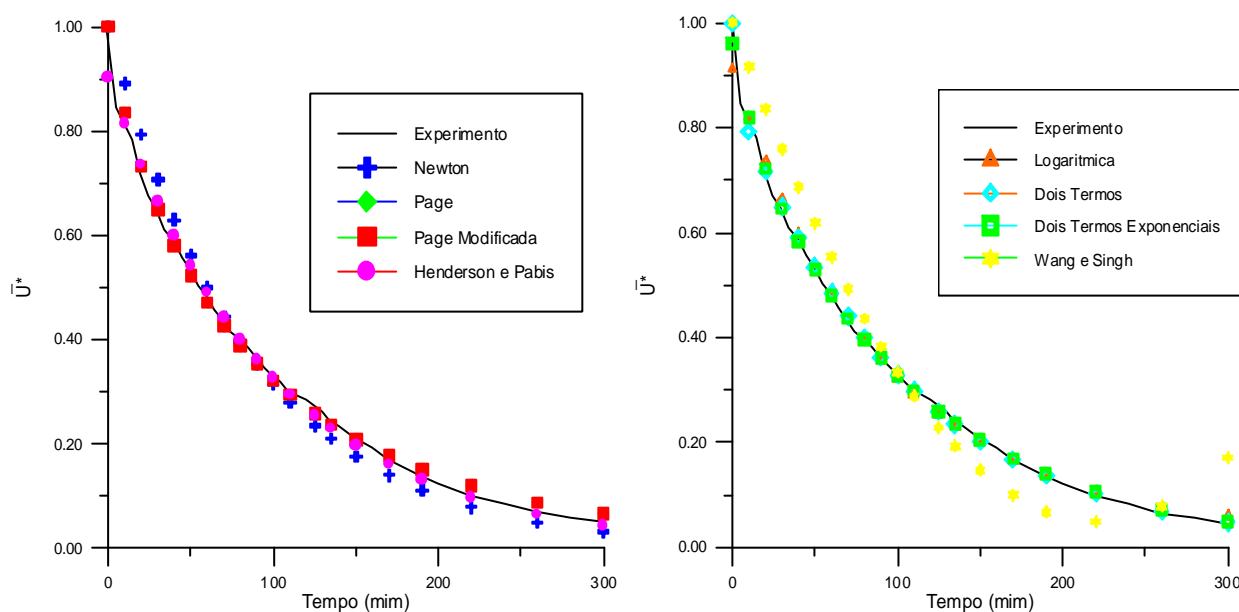 1.00
0.80
0.60
0.40
0.20
0.00
U*
0
100
200
300
Tempo (mim)
Experimento
Newton
Page
Page Modificada
Henderson e Pabis
1.00
0.80
0.60
0.40
0.20
0.00
U*
0
100
200
300
Tempo (mim)
Experimento
Logaritmica
Dois Termos
Dois Termos Exponenciais
Wang e Singh